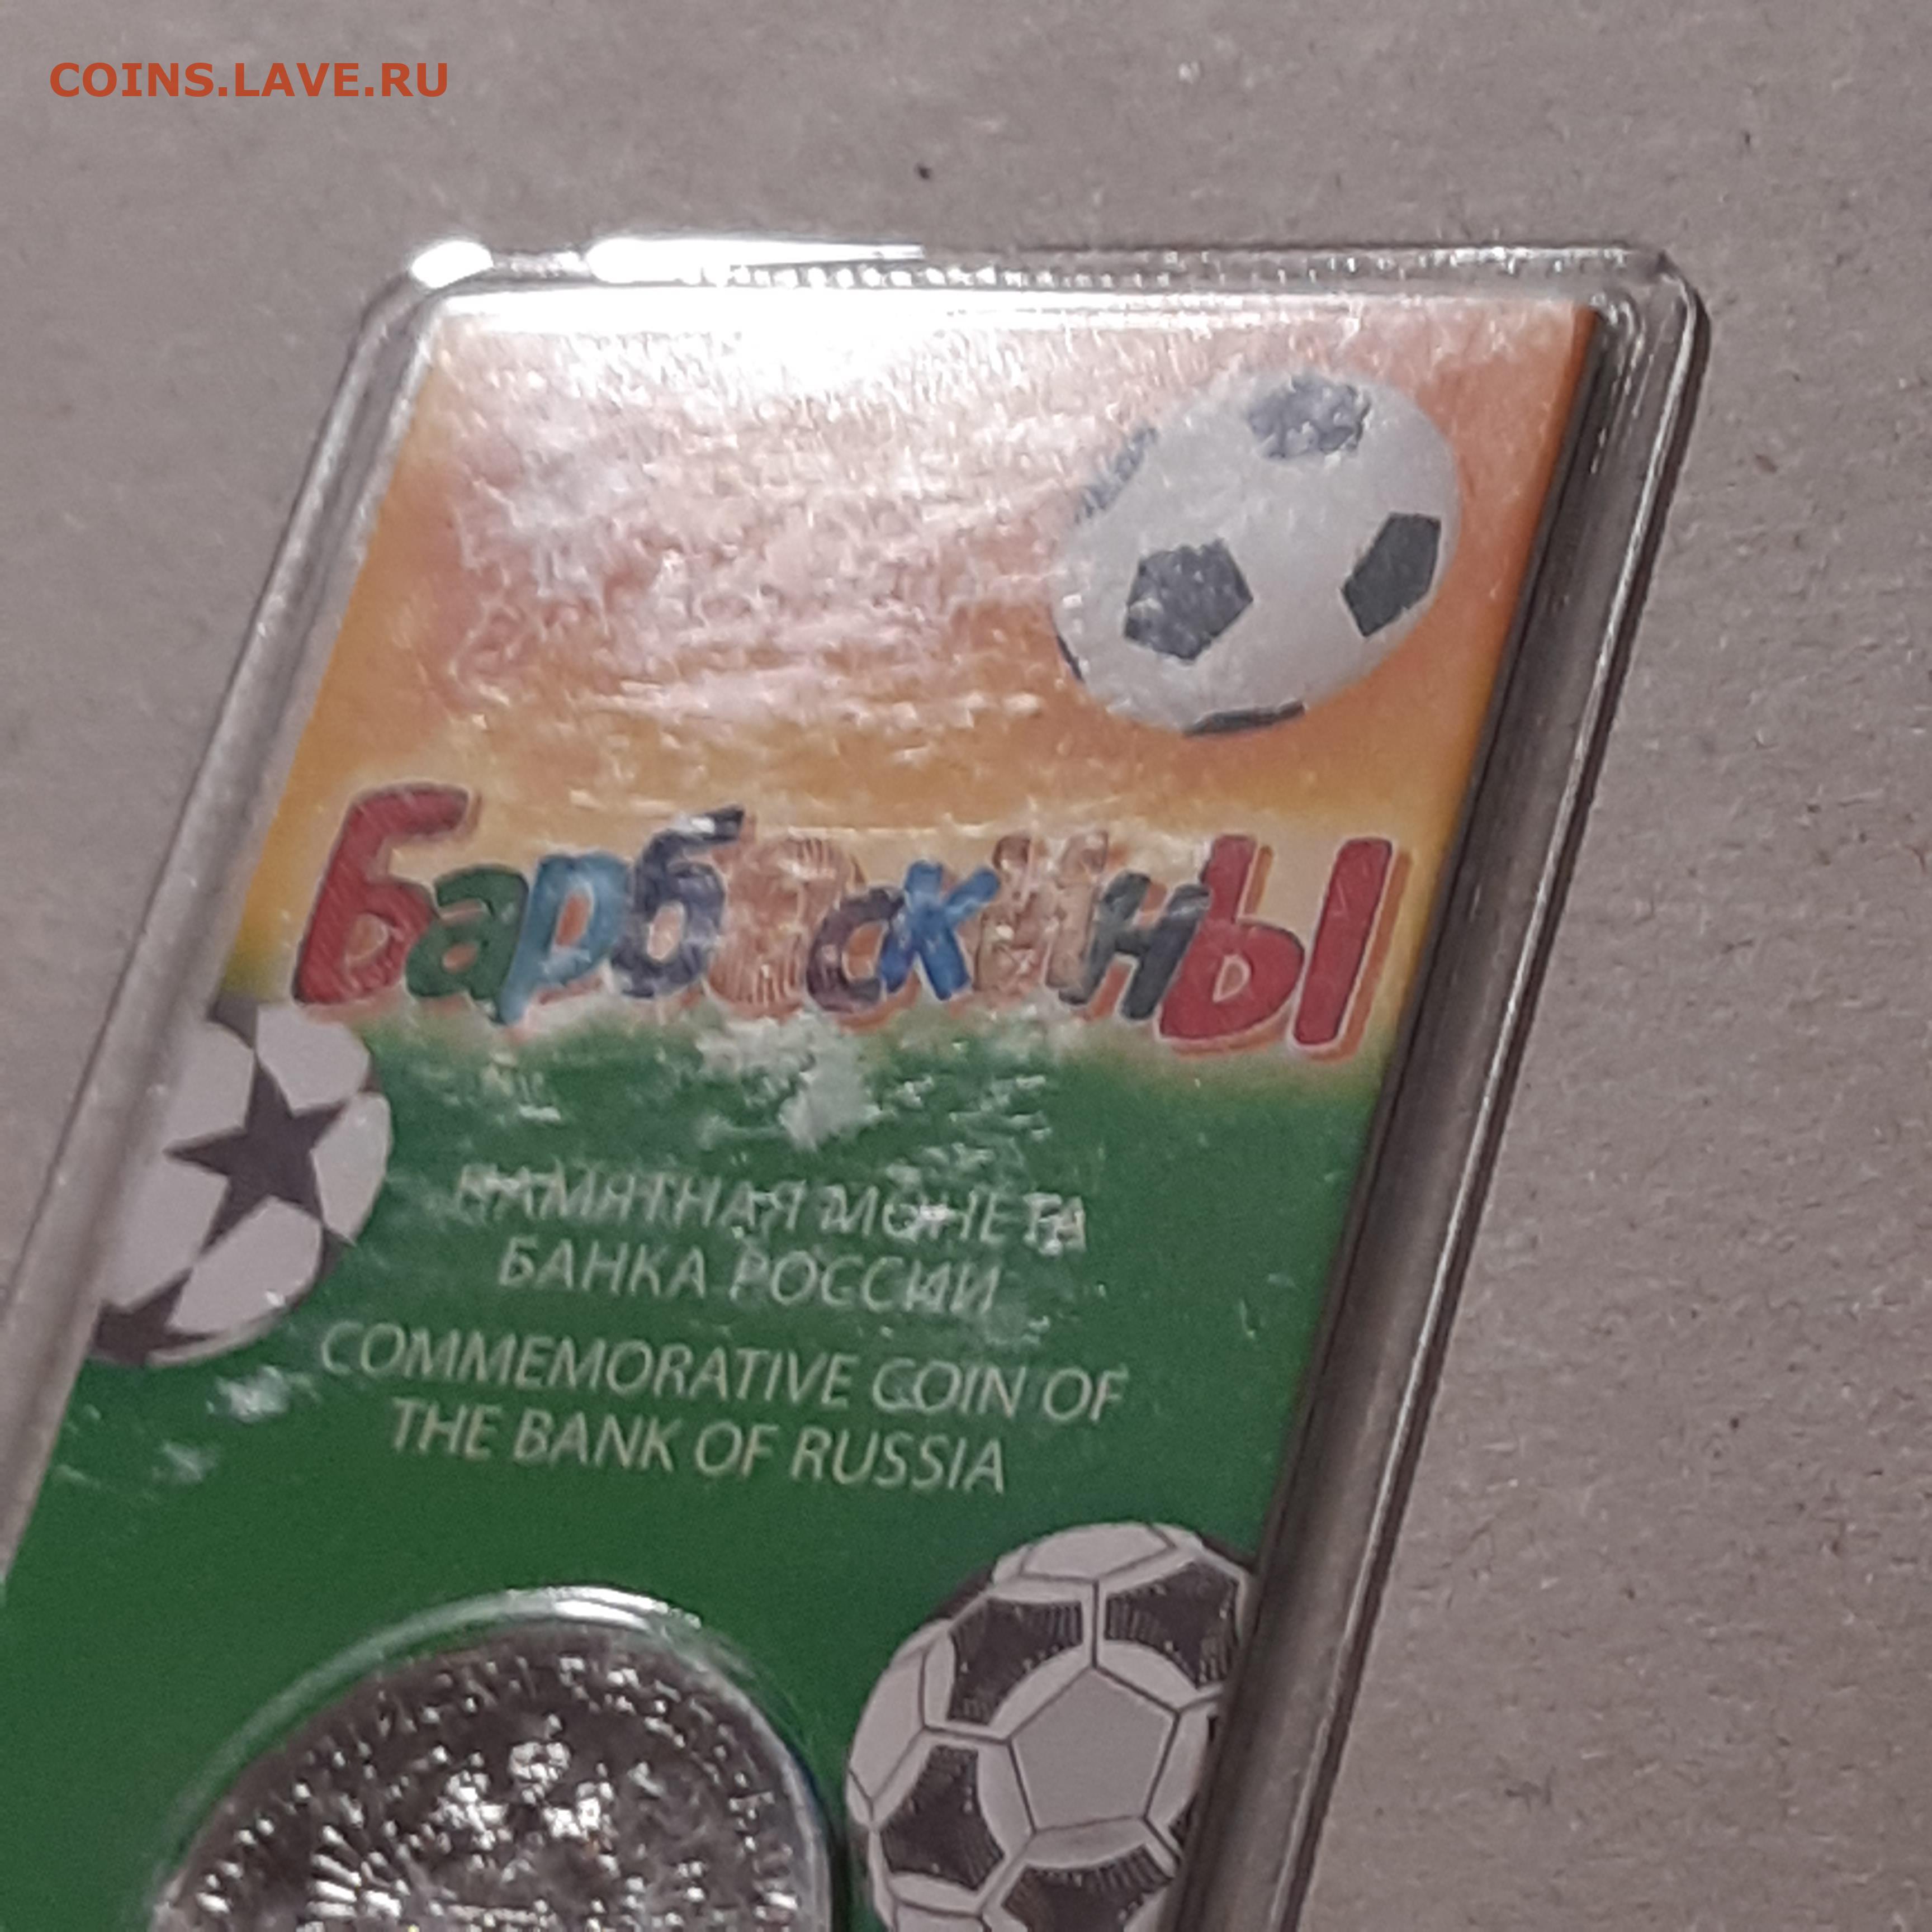 COINS.LAVE.RU
Барбоскины
ПАМЯТНАЯ МОНЕТА
БАНКА РОССИИ
COMMEMORATIVE COIN OF
THE BANK OF RUSSIA